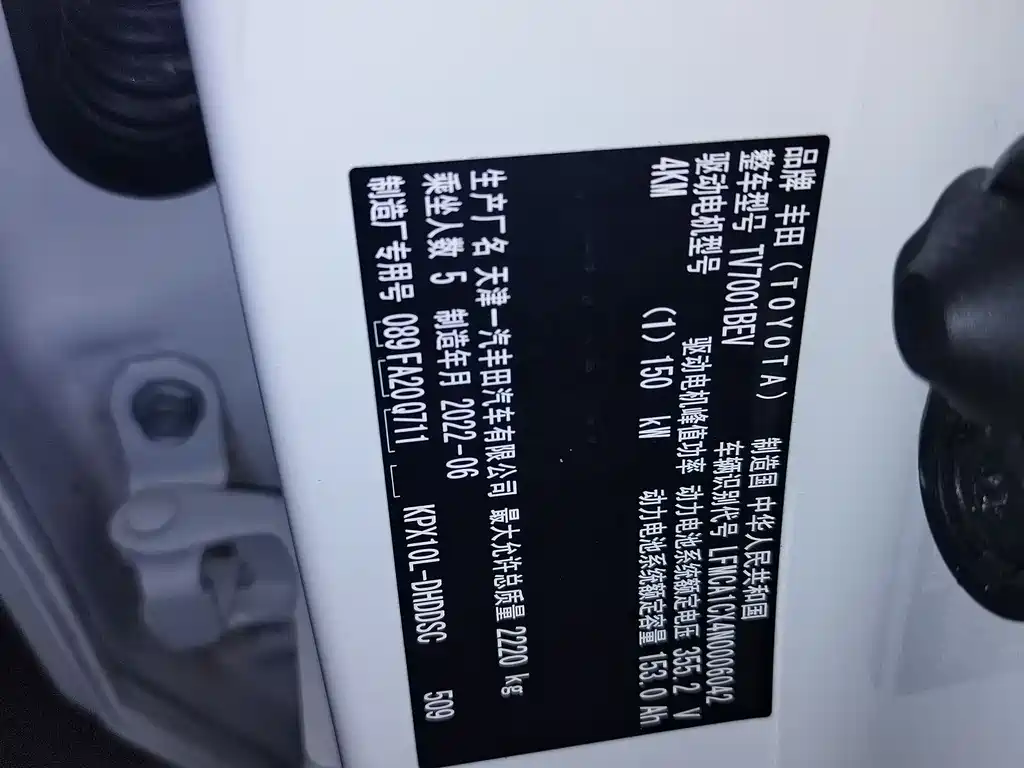 品牌 丰田 (TOYOTA) 制造国 中华人民共和国
整车型号 TV7001BEV 车辆识别代号 LFMCA1CX4N0006042
驱动电机型号 驱动电机峰值功率 动力电池系统额定电压 355.2 V
4KM (1) 150 kW 动力电池系统额定容量 153.0 Ah
生产厂名 天津一汽丰田汽车有限公司 最大允许总质量 2220 kg
乘坐人数 5 制造年月 2022-06
制造厂专用号 089FA20Q711 KPX10L-DHDDSC 509